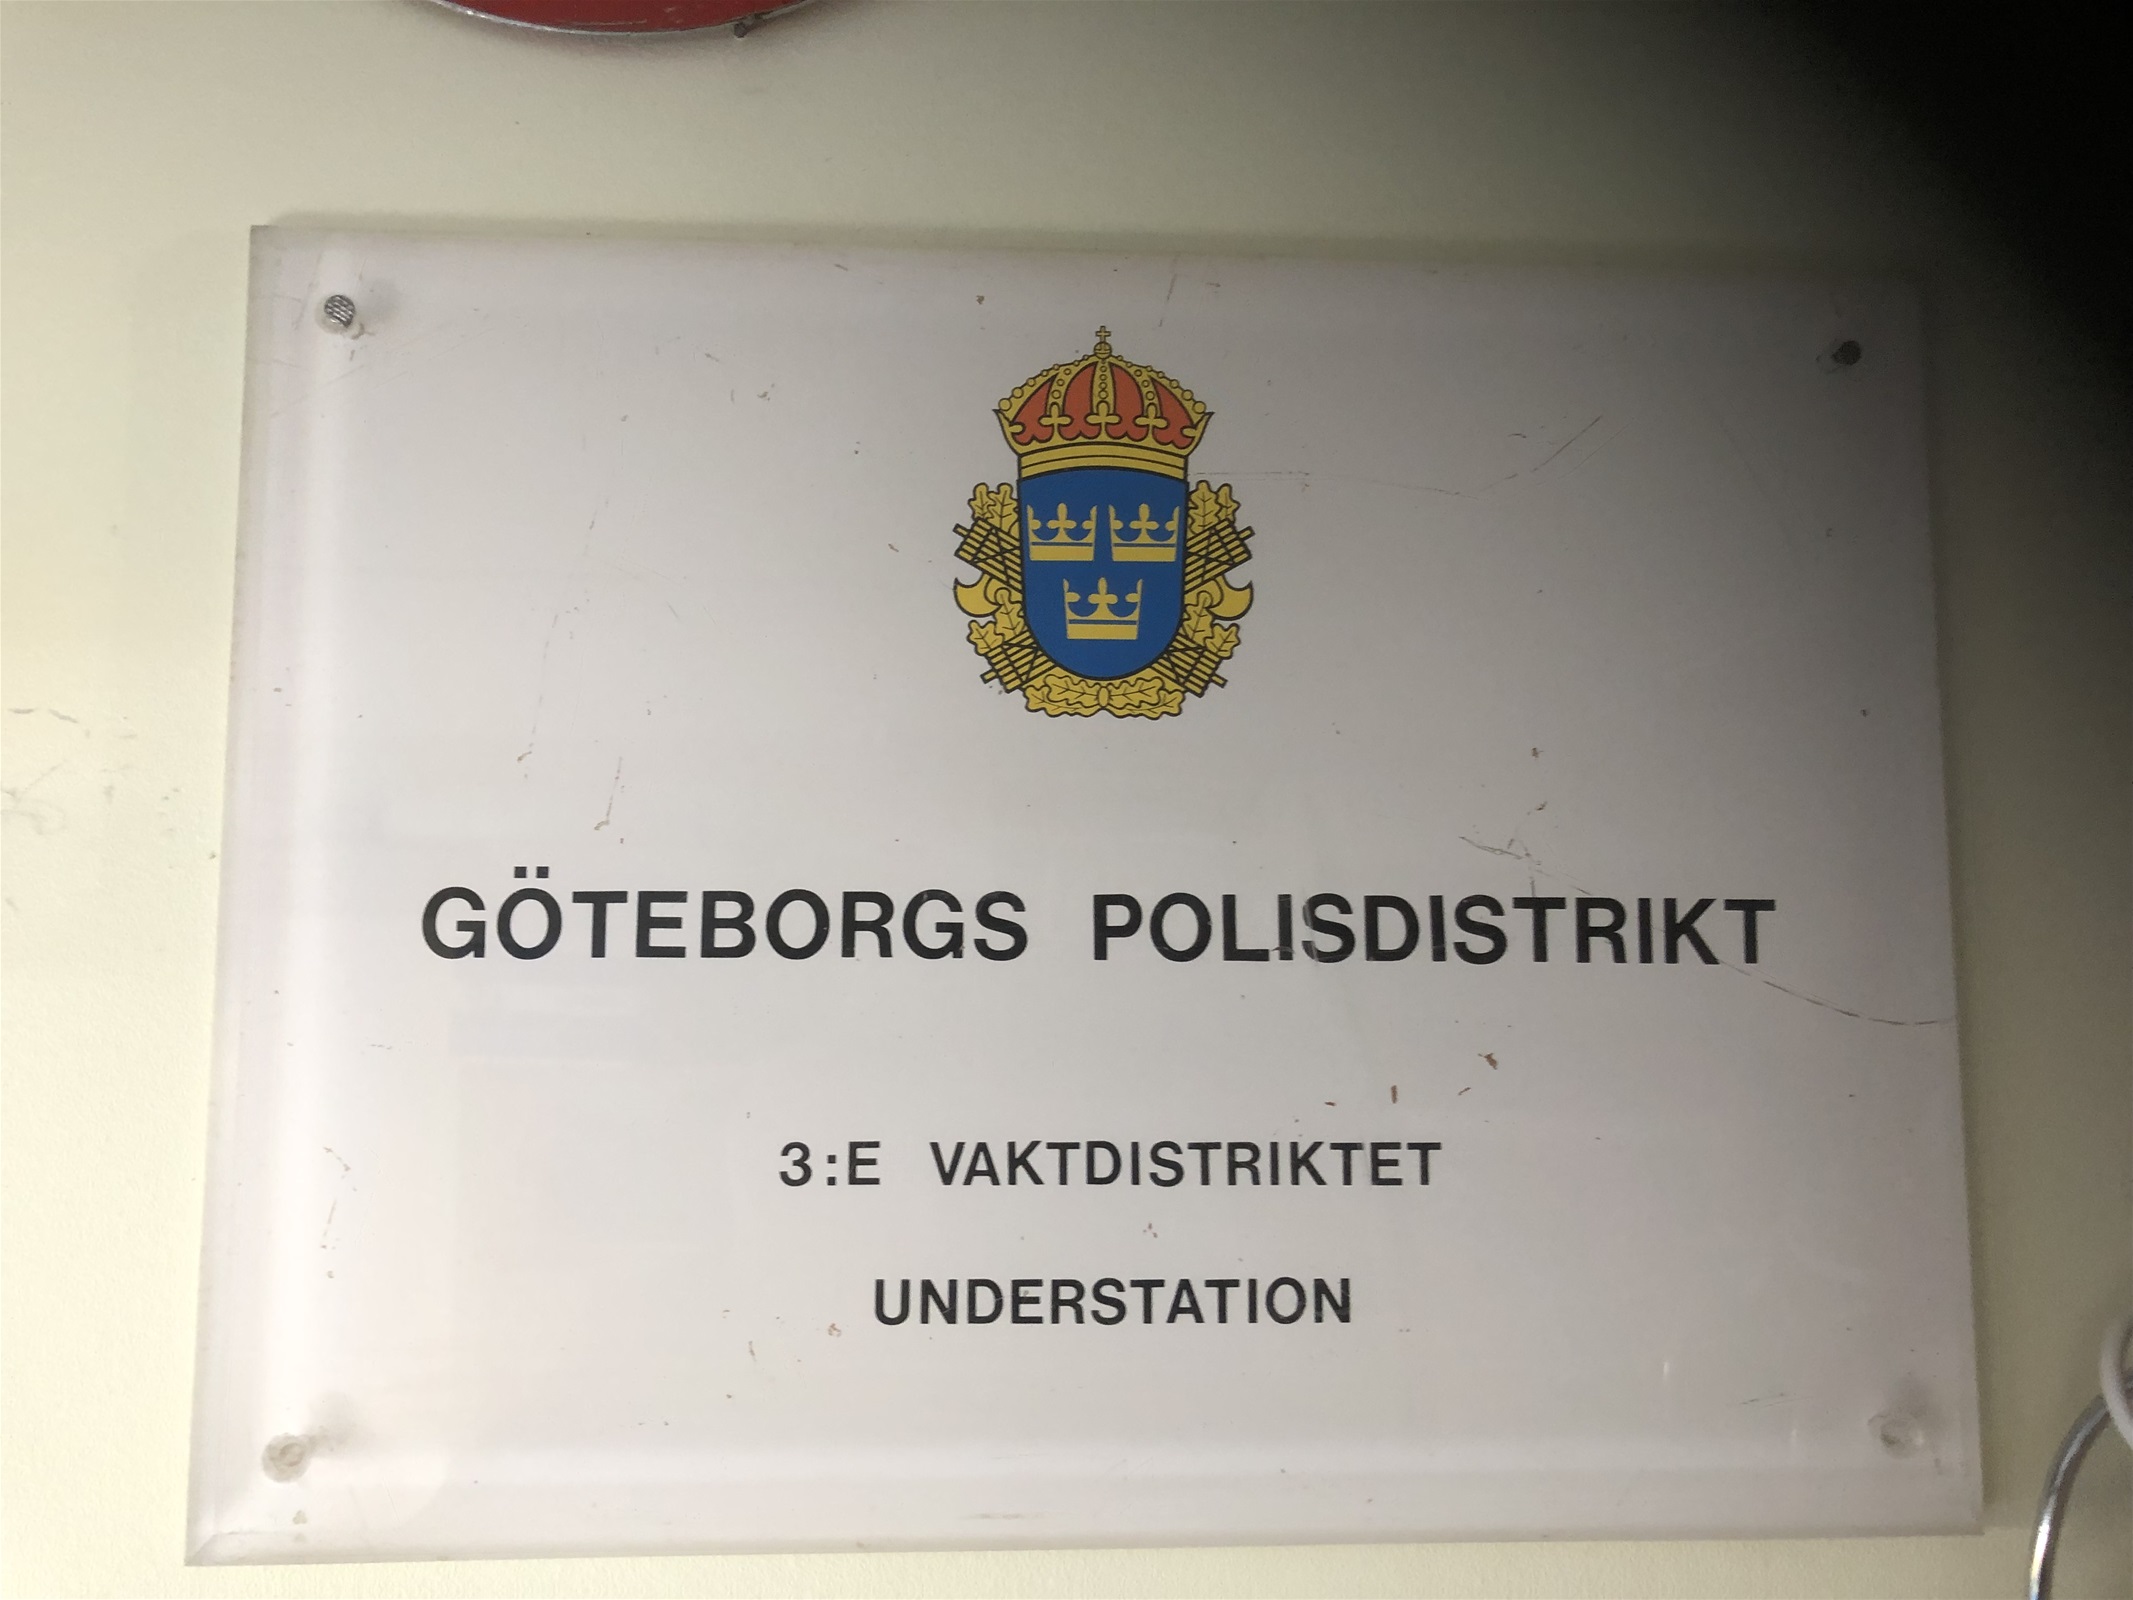 GÖTEBORGS POLISDISTRIKT
3:E VAKTDISTRIKTET
UNDERSTATION